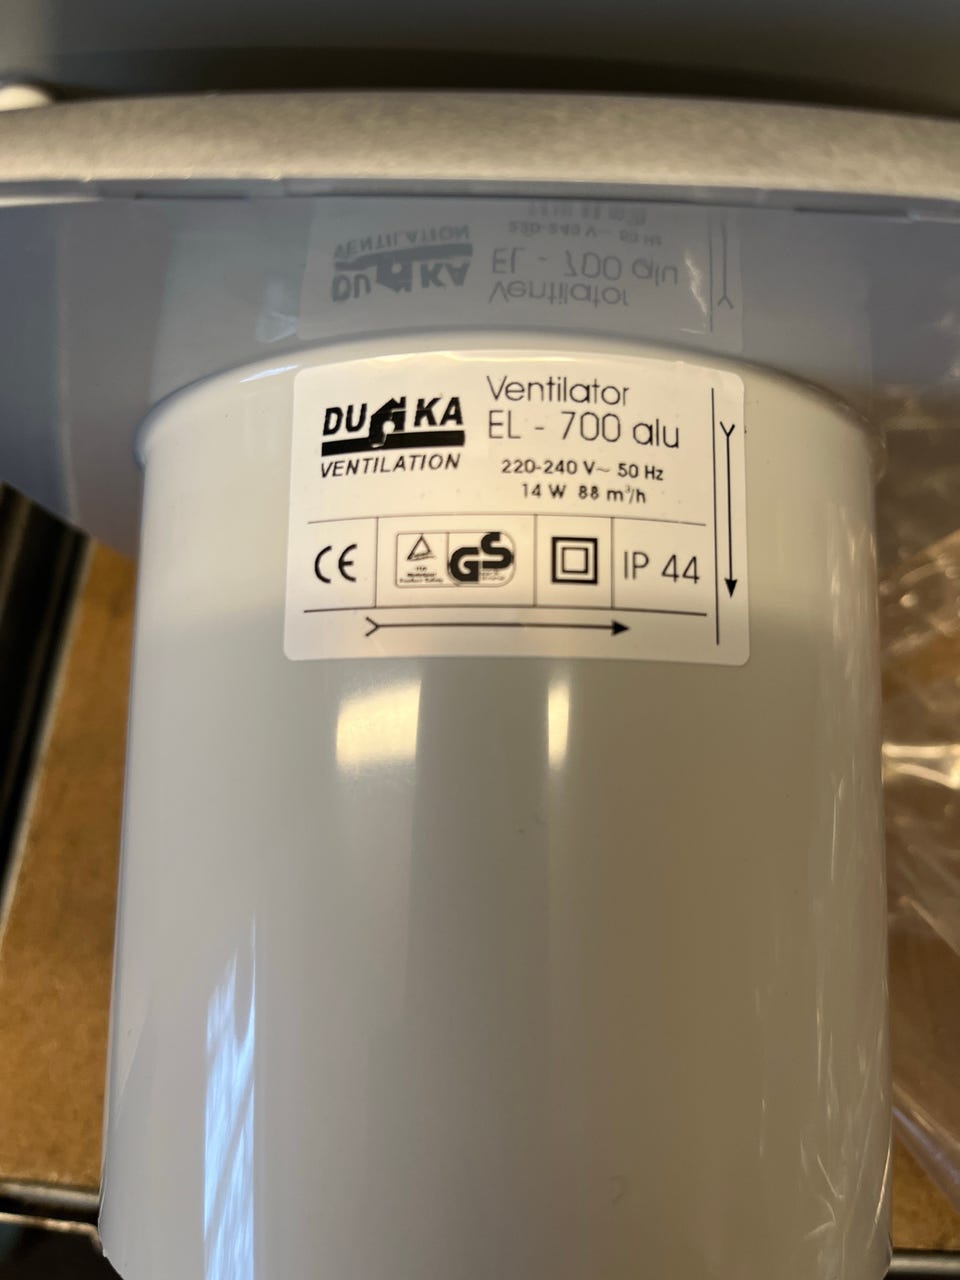 DUKA
VENTILATION
Ventilator
EL - 700 alu
220-240 V~ 50 Hz
14 W 88 m³/h
CE
GS
IP 44